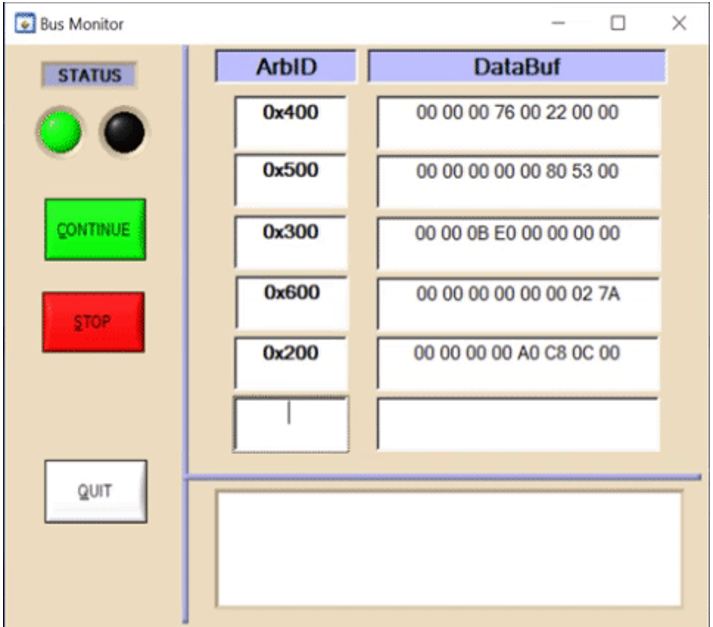 Bus Monitor
STATUS
CONTINUE
STOP
QUIT
ArbID DataBuf
0x400 00 00 00 76 00 22 00 00
0x500 00 00 00 00 00 80 53 00
0x300 00 00 0B E0 00 00 00 00
0x600 00 00 00 00 00 00 02 7A
0x200 00 00 00 00 A0 C8 0C 00